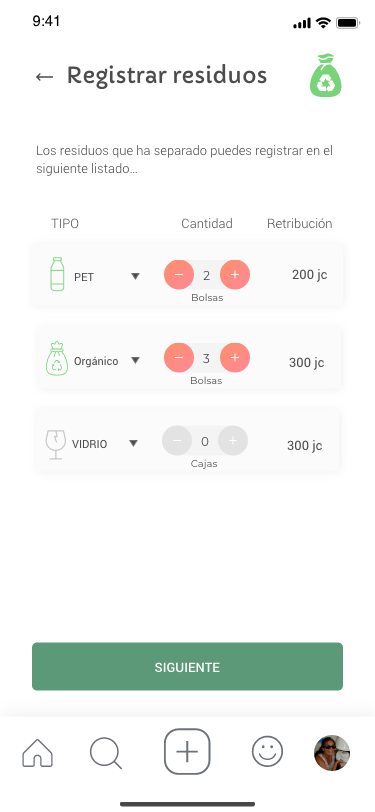 9:41
← Registrar residuos
Los residuos que ha separado puedes registrar en el
siguiente listado...
TIPO Cantidad Retribución
PET − 2 + 200 jc
Bolsas
Orgánico − 3 + 300 jc
Bolsas
VIDRIO − 0 + 300 jc
Cajas
SIGUIENTE